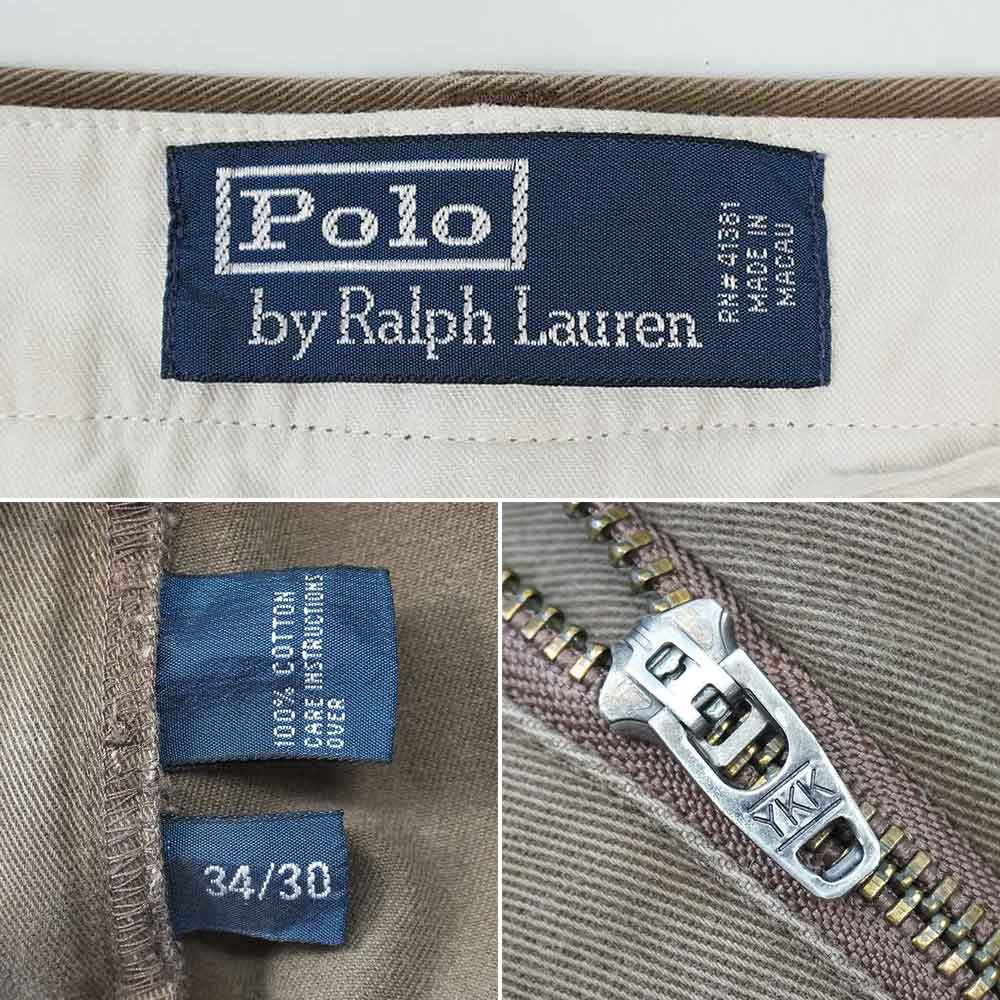 Polo
by Ralph Lauren
RN# 41381
MADE IN
MACAU
100% COTTON
CARE INSTRUCTIONS
OVER
34/30
YKK